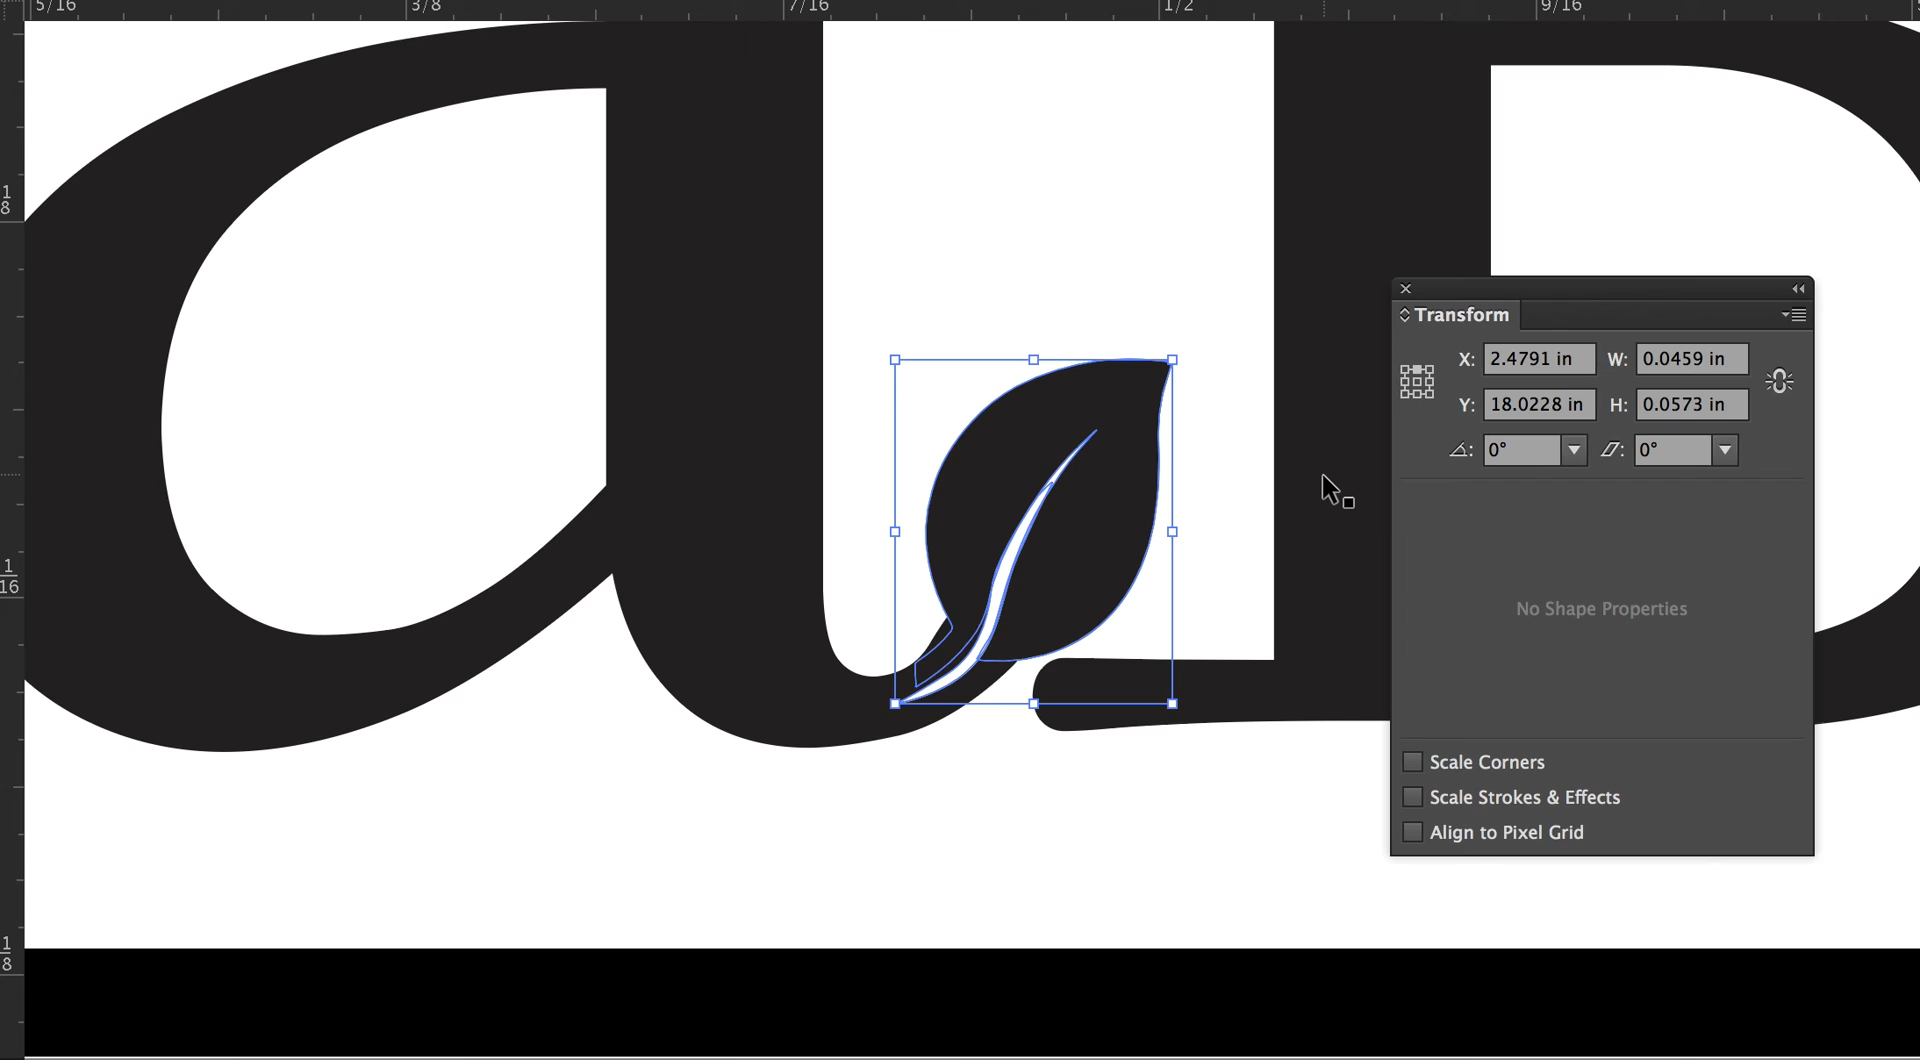 5/16 3/8 7/16 1/2 9/16
1
8
1
16
1
8
Transform
X: 2.4791 in W: 0.0459 in
Y: 18.0228 in H: 0.0573 in
0° 0°
No Shape Properties
Scale Corners
Scale Strokes & Effects
Align to Pixel Grid